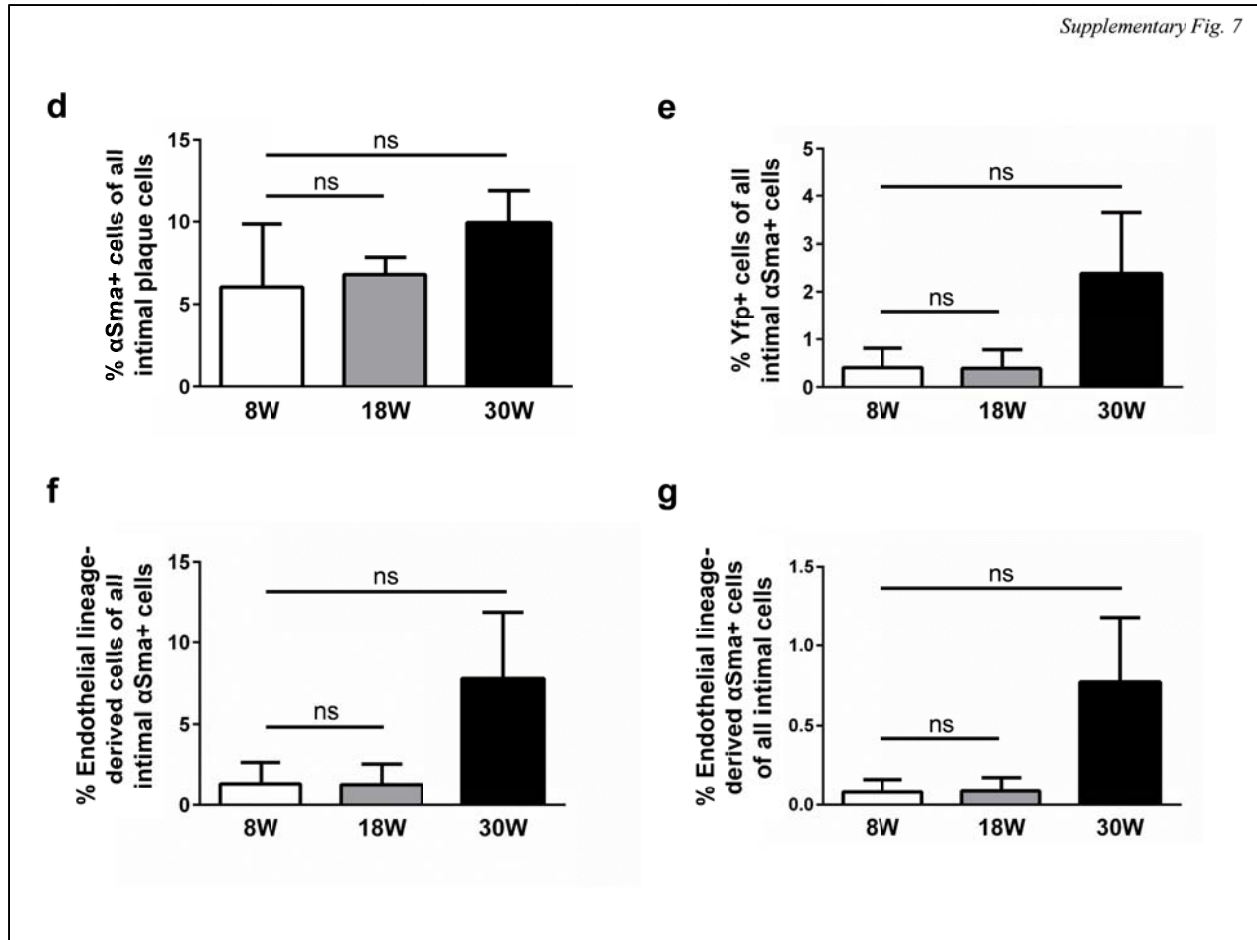 Supplementary Fig. 7
d
% αSma+ cells of all
intimal plaque cells
15
10
5
0
ns
ns
8W 18W 30W
e
% Yfp+ cells of all
intimal αSma+ cells
5
4
3
2
1
0
ns
ns
8W 18W 30W
f
% Endothelial lineage-
derived cells of all
intimal αSma+ cells
15
10
5
0
ns
ns
8W 18W 30W
g
% Endothelial lineage-
derived αSma+ cells
of all intimal cells
1.5
1.0
0.5
0.0
ns
ns
8W 18W 30W